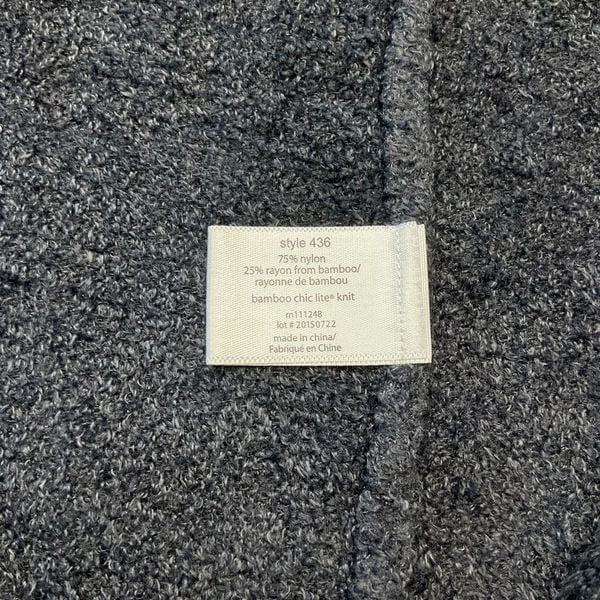 style 436
75% nylon
25% rayon from bamboo/
rayonne de bambou
bamboo chic lite® knit
rn111248
lot # 20150722
made in china/
Fabriqué en Chine